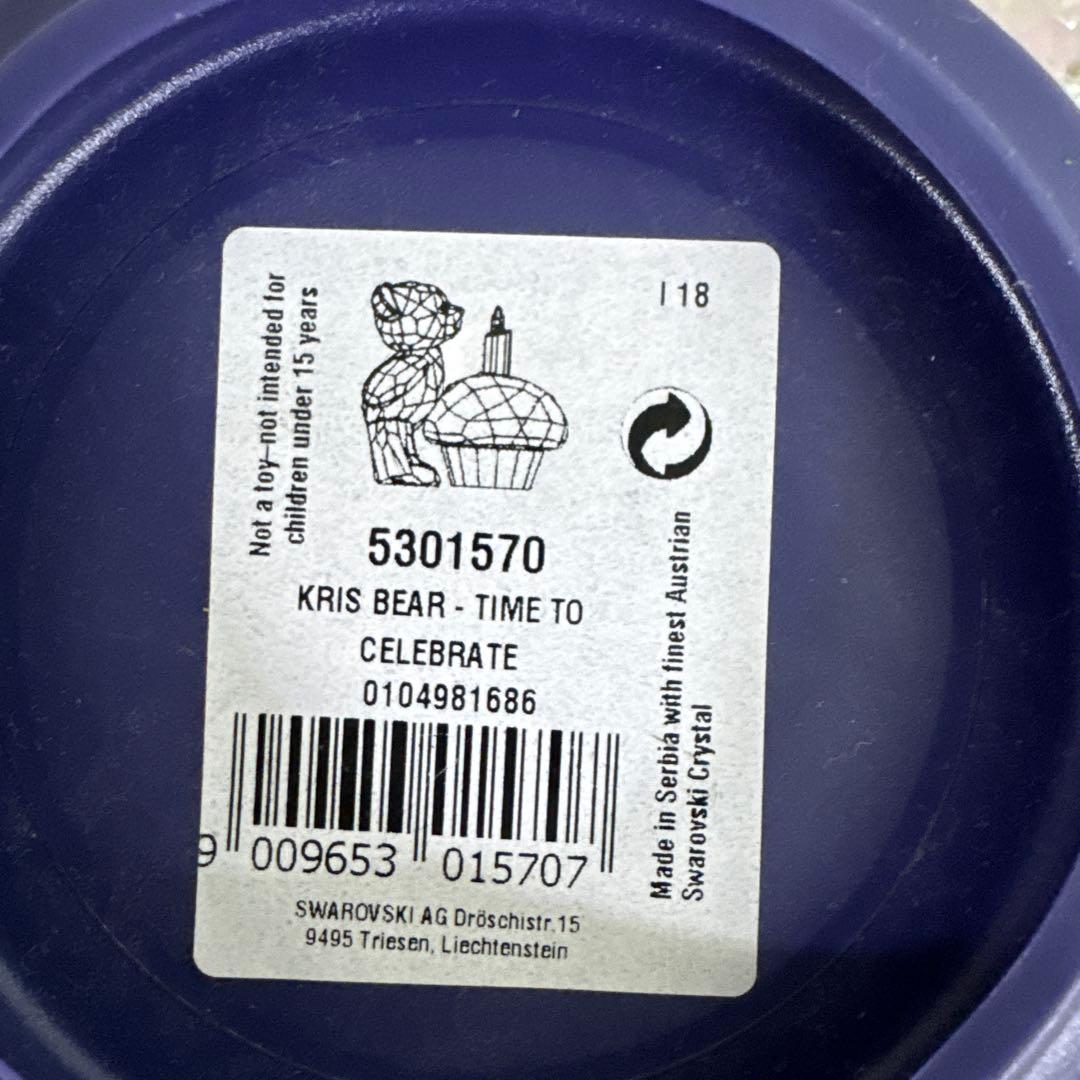 Not a toy-not intended for
children under 15 years
I 18
5301570
KRIS BEAR - TIME TO
CELEBRATE
0104981686
9 009653 015707
Made in Serbia with finest Austrian
Swarovski Crystal
SWAROVSKI AG Dröschistr.15
9495 Triesen, Liechtenstein